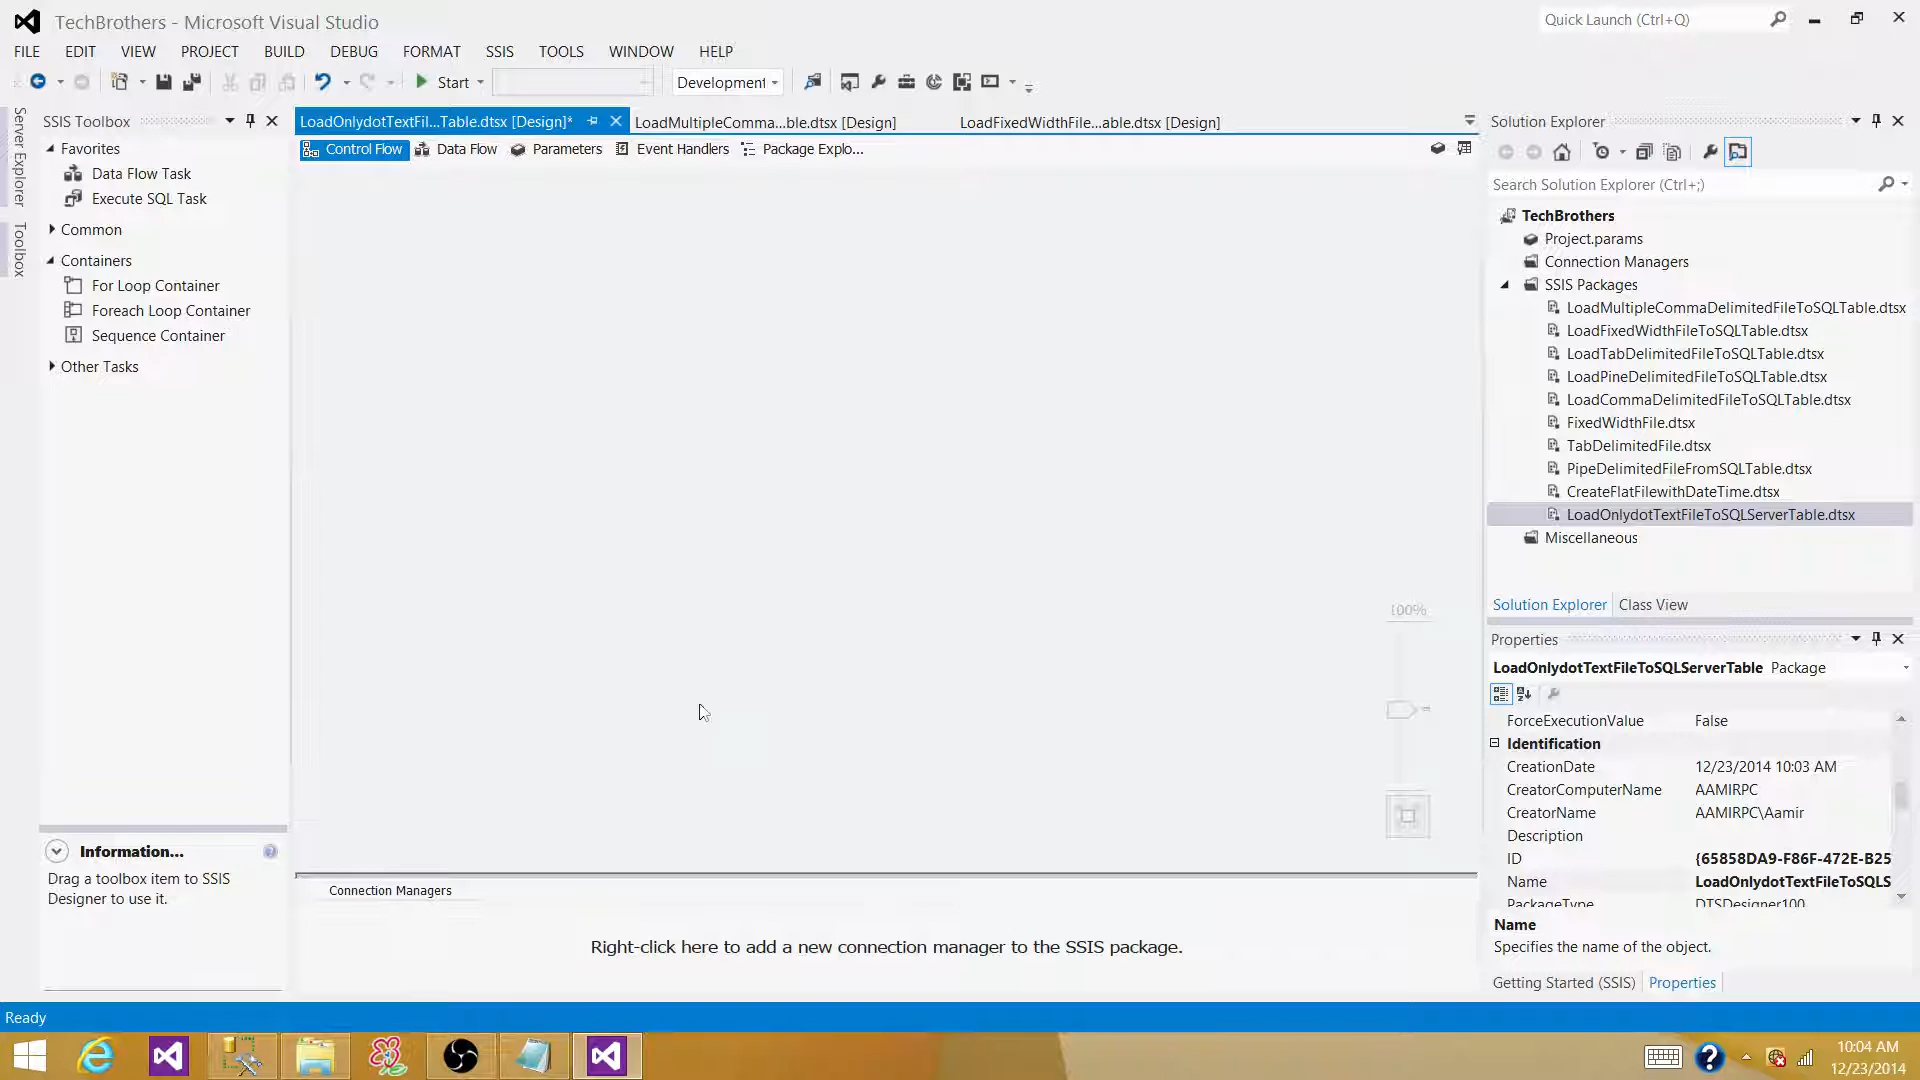 TechBrothers - Microsoft Visual Studio
Quick Launch (Ctrl+Q)
FILE EDIT VIEW PROJECT BUILD DEBUG FORMAT SSIS TOOLS WINDOW HELP
Start
Development
Server Explorer
Toolbox
SSIS Toolbox
Favorites
Data Flow Task
Execute SQL Task
Common
Containers
For Loop Container
Foreach Loop Container
Sequence Container
Other Tasks
Information...
Drag a toolbox item to SSIS
Designer to use it.
LoadOnlydotTextFil...Table.dtsx [Design]*
LoadMultipleComma...ble.dtsx [Design]
LoadFixedWidthFile...able.dtsx [Design]
Control Flow
Data Flow
Parameters
Event Handlers
Package Explo...
100%
Connection Managers
Right-click here to add a new connection manager to the SSIS package.
Solution Explorer
Search Solution Explorer (Ctrl+;)
TechBrothers
Project.params
Connection Managers
SSIS Packages
LoadMultipleCommaDelimitedFileToSQLTable.dtsx
LoadFixedWidthFileToSQLTable.dtsx
LoadTabDelimitedFileToSQLTable.dtsx
LoadPineDelimitedFileToSQLTable.dtsx
LoadCommaDelimitedFileToSQLTable.dtsx
FixedWidthFile.dtsx
TabDelimitedFile.dtsx
PipeDelimitedFileFromSQLTable.dtsx
CreateFlatFilewithDateTime.dtsx
LoadOnlydotTextFileToSQLServerTable.dtsx
Miscellaneous
Solution Explorer Class View
Properties
LoadOnlydotTextFileToSQLServerTable Package
ForceExecutionValue False
Identification
CreationDate 12/23/2014 10:03 AM
CreatorComputerName AAMIRPC
CreatorName AAMIRPC\Aamir
Description
ID {65858DA9-F86F-472E-B25
Name LoadOnlydotTextFileToSQLS
PackageType DTSDesigner100
Name
Specifies the name of the object.
Getting Started (SSIS) Properties
Ready
10:04 AM
12/23/2014